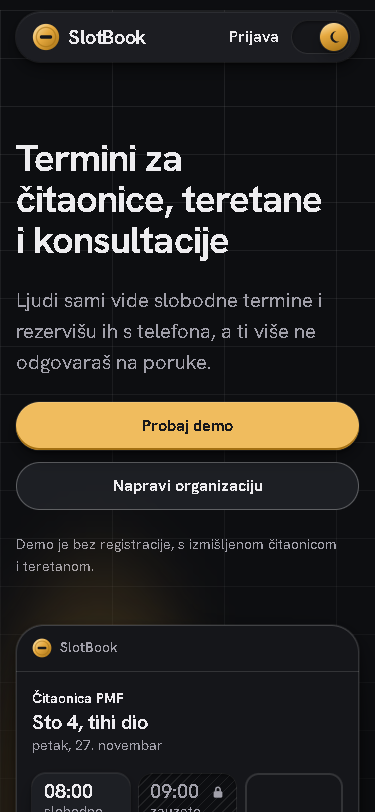 SlotBook
Prijava
Termini za
čitaonice, teretane
i konsultacije
Ljudi sami vide slobodne termine i
rezervišu ih s telefona, a ti više ne
odgovaraš na poruke.
Probaj demo
Napravi organizaciju
Demo je bez registracije, s izmišljenom čitaonicom
i teretanom.
SlotBook
Čitaonica PMF
Sto 4, tihi dio
petak, 27. novembar
08:00
09:00
slobodno
zauzeto